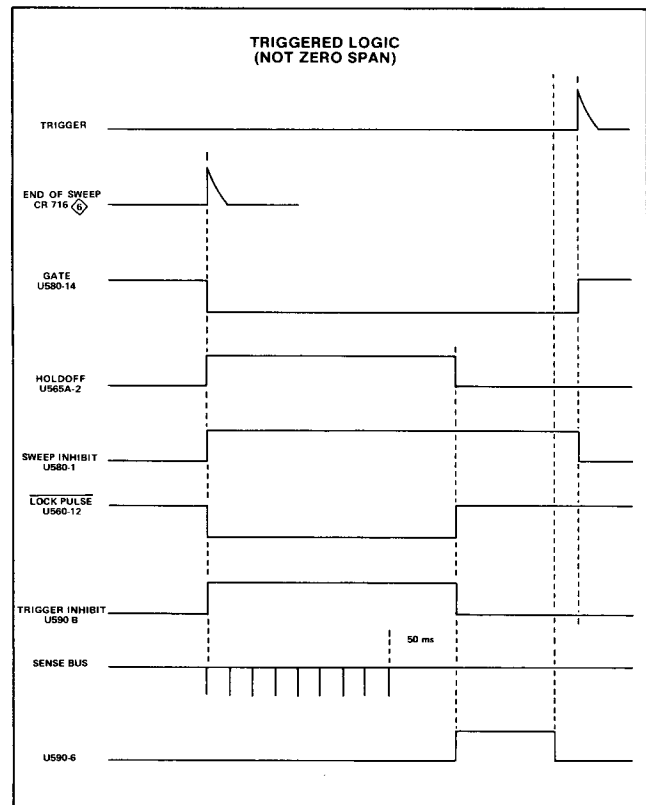 TRIGGERED LOGIC
(NOT ZERO SPAN)
TRIGGER
END OF SWEEP
CR 716 6
GATE
U580-14
HOLDOFF
U565A-2
SWEEP INHIBIT
U580-1
LOCK PULSE
U560-12
TRIGGER INHIBIT
U590 B
50 ms
SENSE BUS
U590-6